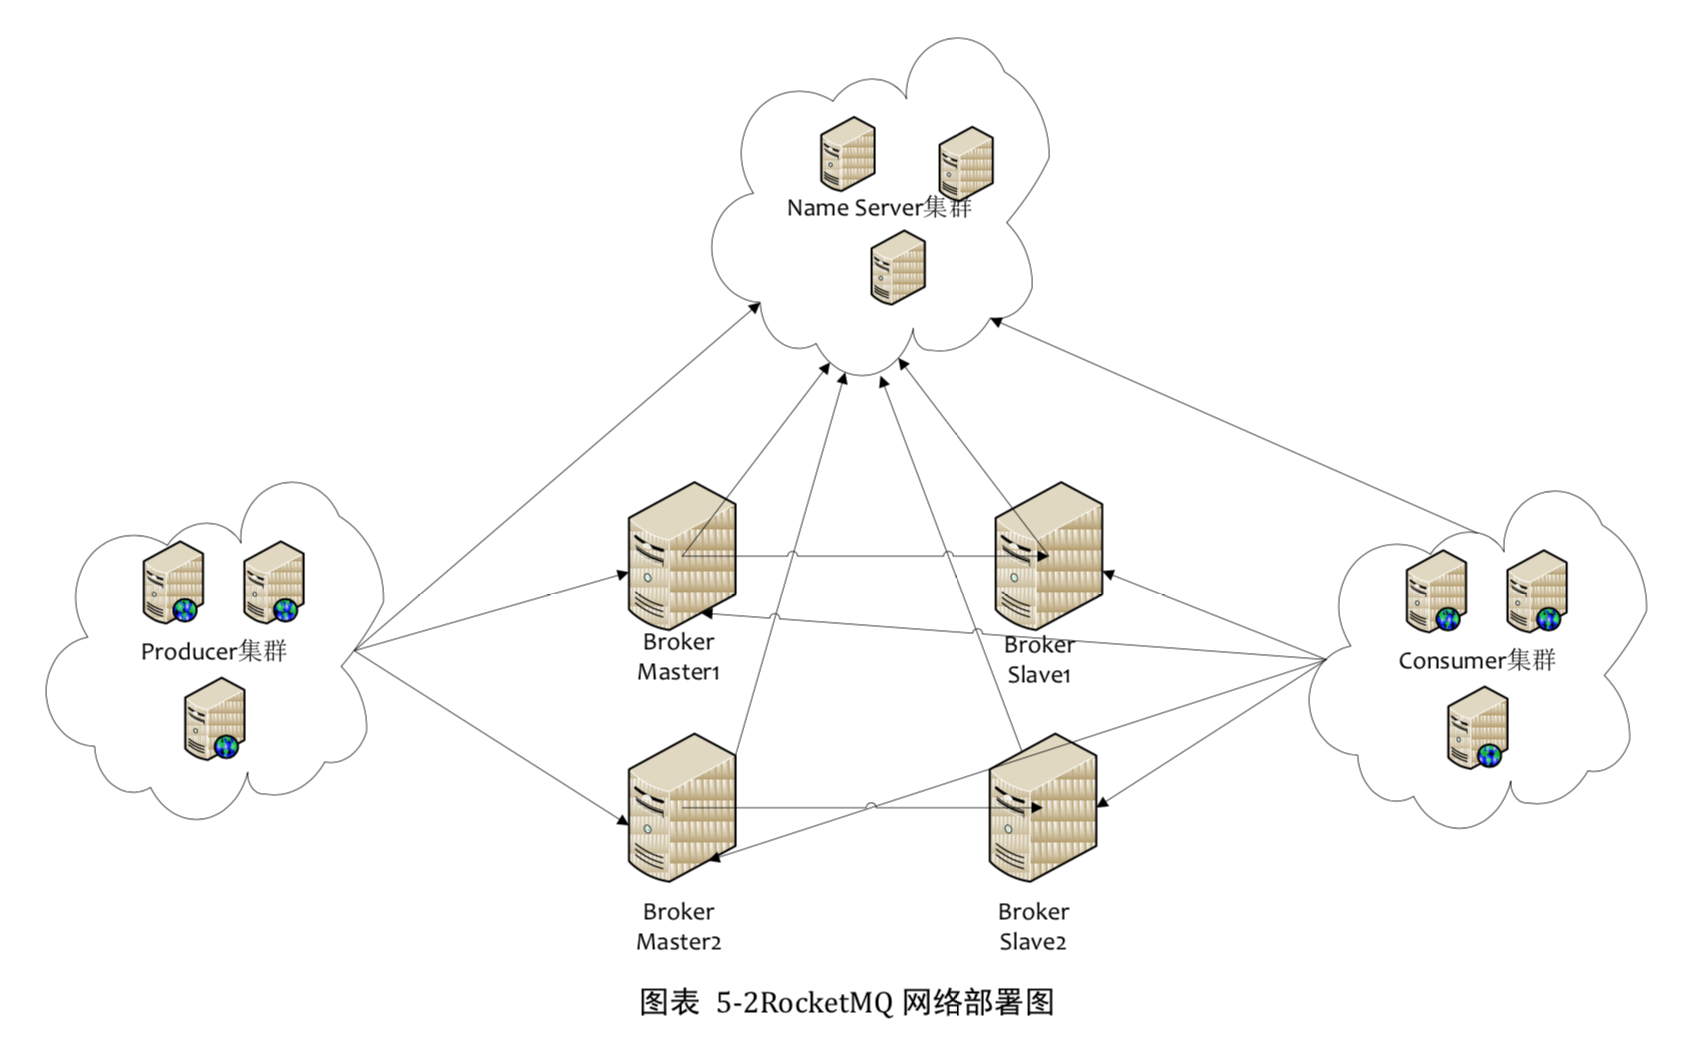 Name Server集群
Producer集群
Broker
Master1
Broker
Slave1
Consumer集群
Broker
Master2
Broker
Slave2
图表 5-2RocketMQ 网络部署图